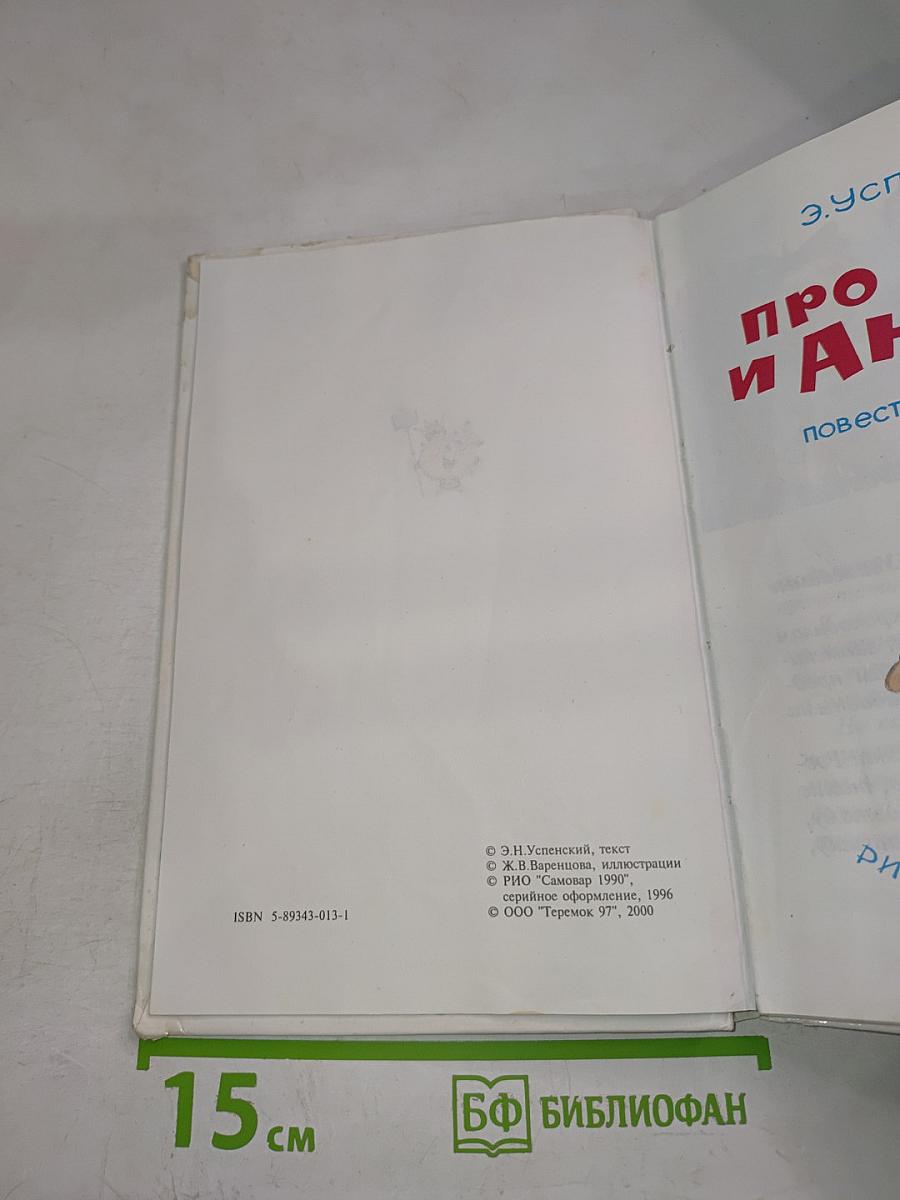 ISBN 5-89343-013-1
© Э.Н.Успенский, текст
© Ж.В.Варенцова, иллюстрации
© РИО "Самовар 1990",
серийное оформление, 1996
© ООО "Теремок 97", 2000
Э.Усп
ПРО
и Ан
повест
ри
15 см
БФ БИБЛИОФАН